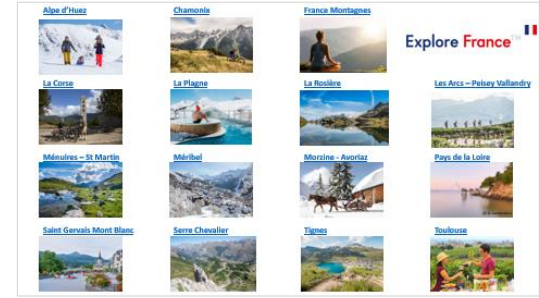 Alpe d'Huez
Chamonix
France Montagnes
Explore France™
La Corse
La Plagne
La Rosière
Les Arcs – Peisey Vallandry
Ménuires – St Martin
Méribel
Morzine - Avoriaz
Pays de la Loire
Saint Gervais Mont Blanc
Serre Chevalier
Tignes
Toulouse